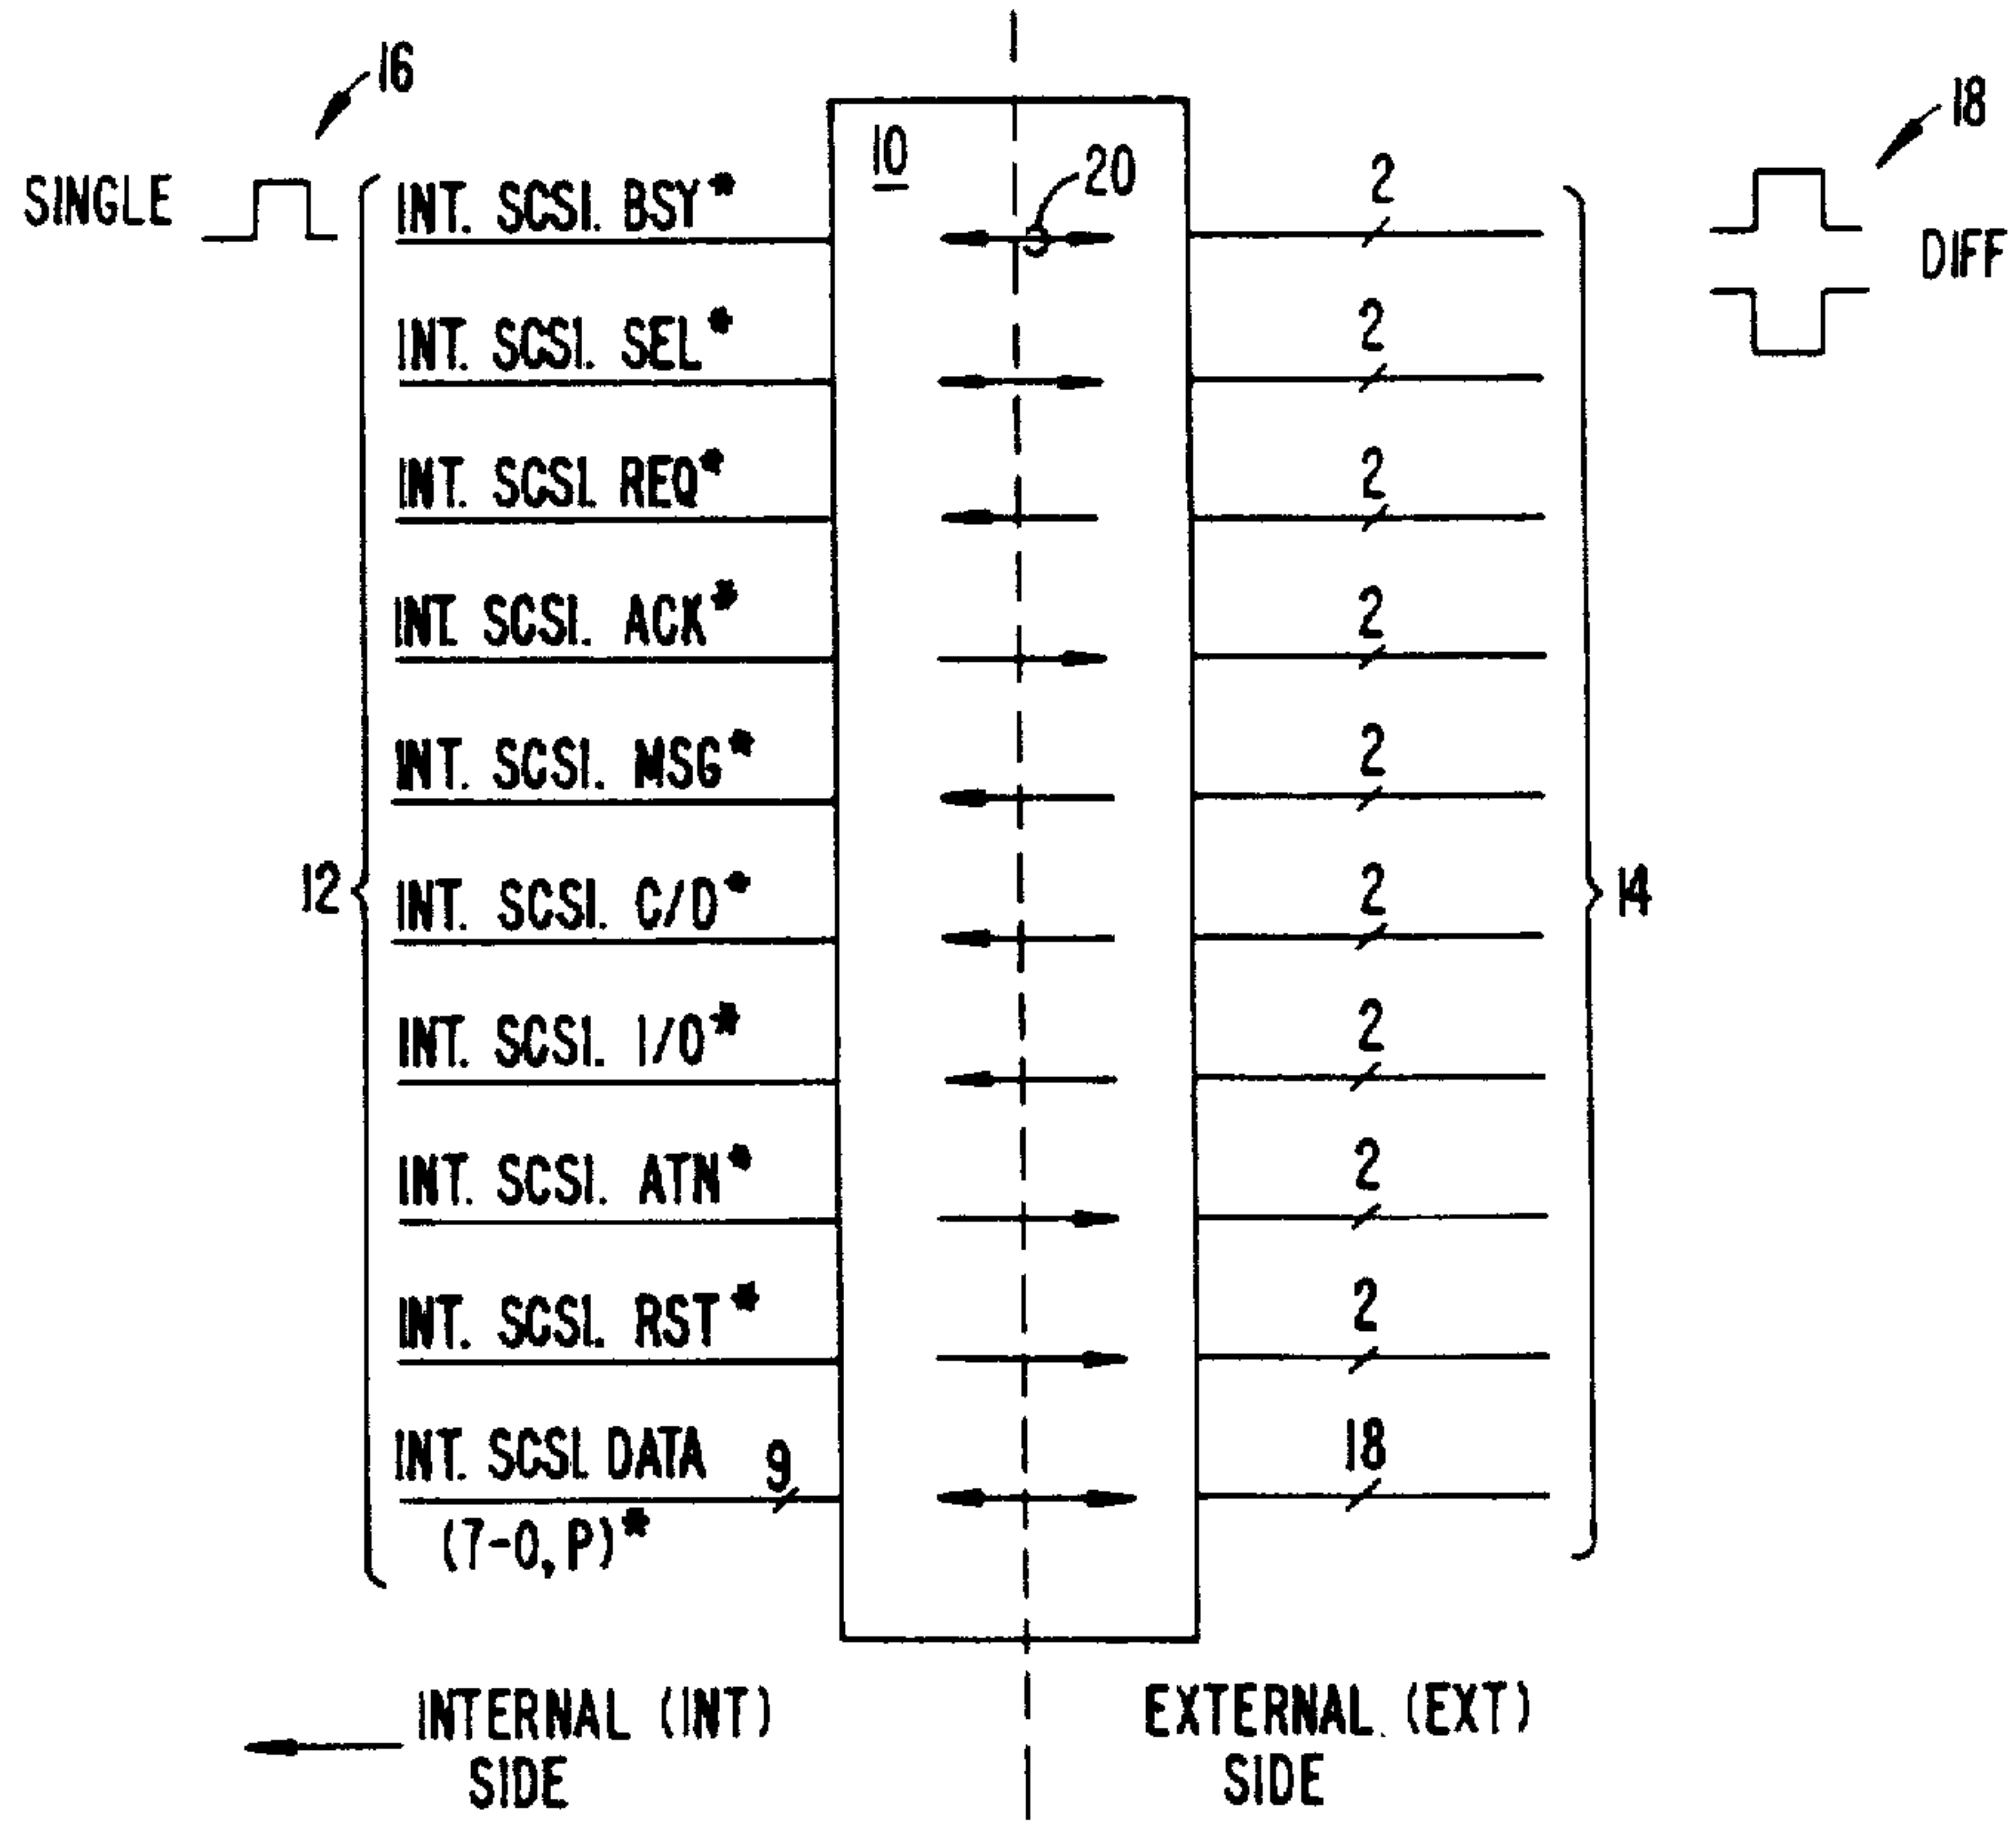 16
18
10
20
SINGLE
INT. SCSI. BSY*
2
DIFF
INT. SCSI. SEL*
2
INT. SCSI. REQ*
2
INT. SCSI. ACK*
2
INT. SCSI. MSG*
2
12
INT. SCSI. C/D*
2
14
INT. SCSI. I/O*
2
INT. SCSI. ATN*
2
INT. SCSI. RST*
2
INT. SCSI. DATA
9
18
(7-0,P)*
INTERNAL (INT)
SIDE
EXTERNAL (EXT)
SIDE